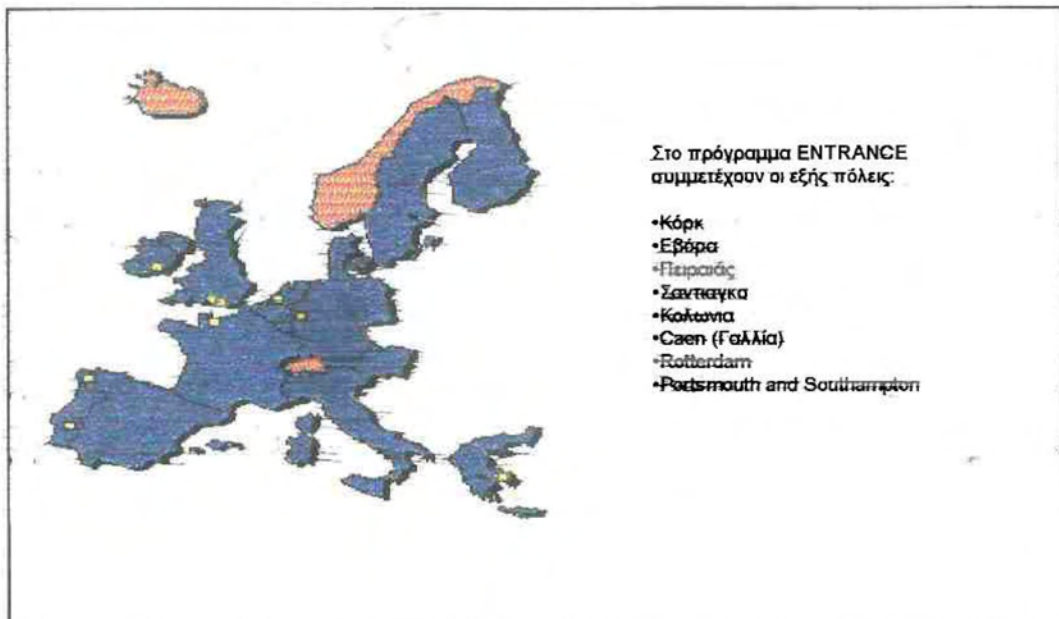 Στο πρόγραμμα ENTRANCE
συμμετέχουν οι εξής πόλεις:
•Κόρκ
•Εβόρα
•Πειραιάς
•Σαντιαγκο
•Κολωνια
•Caen (Γαλλία)
•Rotterdam
•Portsmouth and Southampton